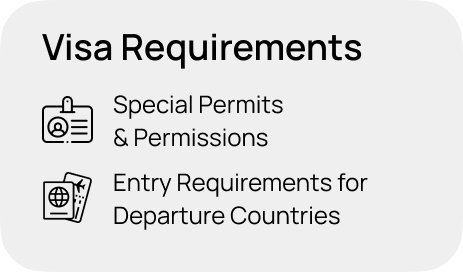 Visa Requirements
Special Permits
& Permissions
Entry Requirements for
Departure Countries